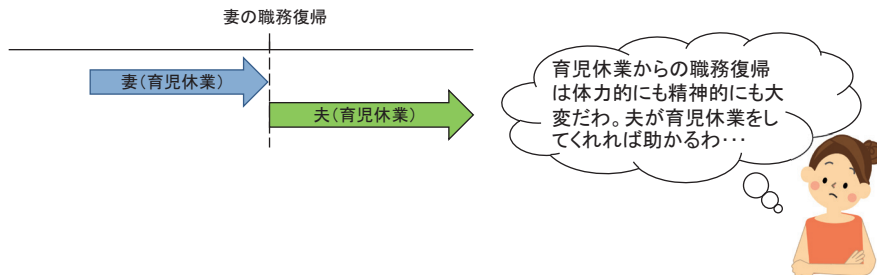 妻の職務復帰
妻（育児休業）
夫（育児休業）
育児休業からの職務復帰
は体力的にも精神的にも大
変だわ。夫が育児休業をし
てくれれば助かるわ・・・